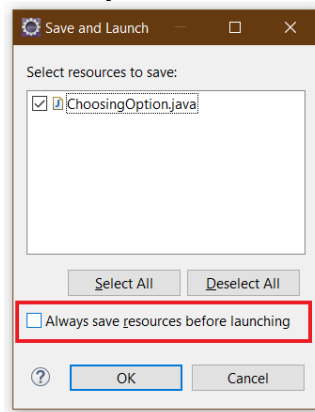 Save and Launch
Select resources to save:
ChoosingOption.java
Select All
Deselect All
Always save resources before launching
OK
Cancel